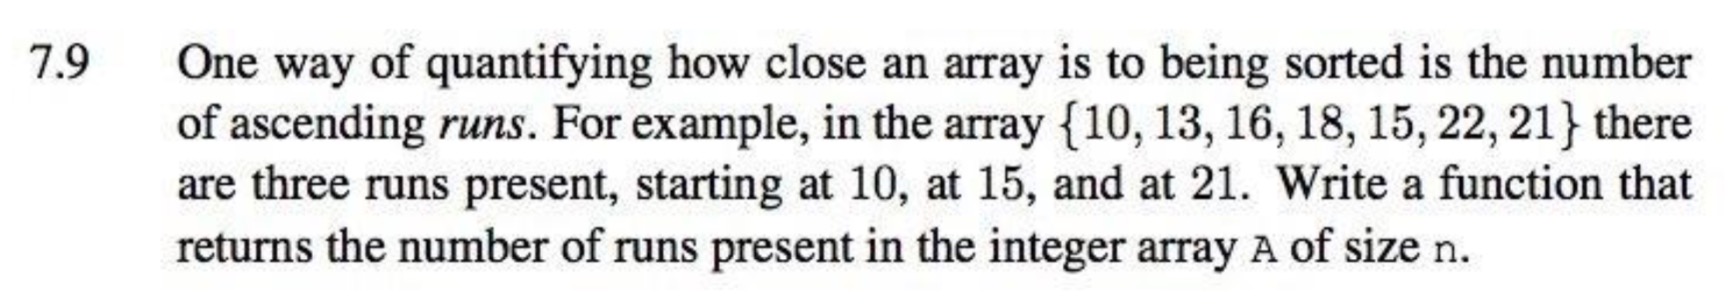 7.9 One way of quantifying how close an array is to being sorted is the number
of ascending runs. For example, in the array {10, 13, 16, 18, 15, 22, 21} there
are three runs present, starting at 10, at 15, and at 21. Write a function that
returns the number of runs present in the integer array A of size n.